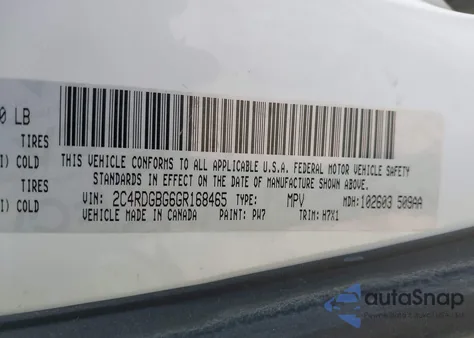 0 LB
TIRES
I) COLD
TIRES
I) COLD
THIS VEHICLE CONFORMS TO ALL APPLICABLE U.S.A. FEDERAL MOTOR VEHICLE SAFETY
STANDARDS IN EFFECT ON THE DATE OF MANUFACTURE SHOWN ABOVE.
VIN: 2C4RDGBG6GR168465 TYPE: MPV MDH: 102603 509AA
VEHICLE MADE IN CANADA PAINT: PW7 TRIM: H7X1
autoSnap